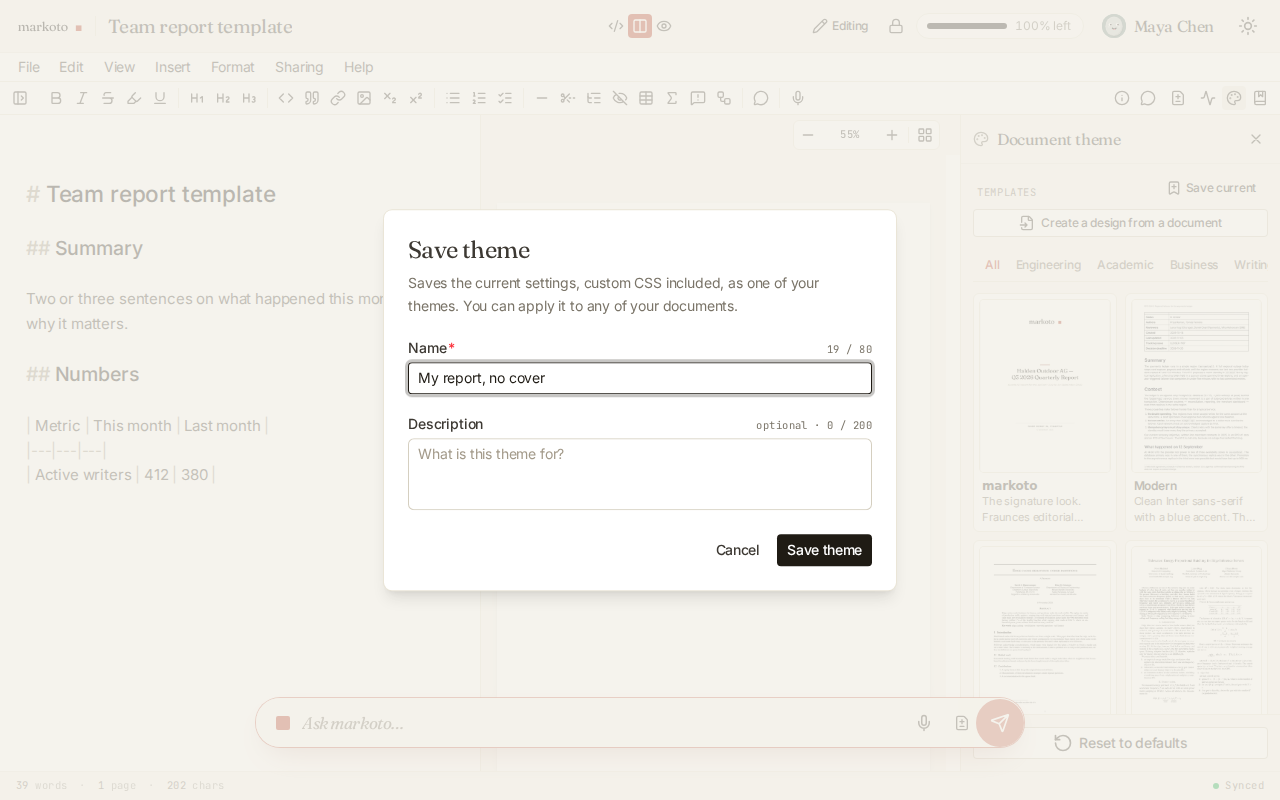 markoto
Team report template
Editing
100% left
Maya Chen
File Edit View Insert Format Sharing Help
H1 H2 H3
55%
Document theme
# Team report template
## Summary
Two or three sentences on what happened this mon
why it matters.
## Numbers
| Metric | This month | Last month |
|---|---|---|
| Active writers | 412 | 380 |
Save theme
Saves the current settings, custom CSS included, as one of your
themes. You can apply it to any of your documents.
Name*
19 / 80
My report, no cover
Description
optional · 0 / 200
What is this theme for?
Cancel
Save theme
TEMPLATES
Save current
Create a design from a document
All Engineering Academic Business Writin
markoto
Summary
markoto
The signature look.
Fraunces editorial...
Modern
Clean Inter sans-serif
with a blue accent. Th...
Reset to defaults
Ask markoto...
39 words · 1 page · 202 chars
Synced